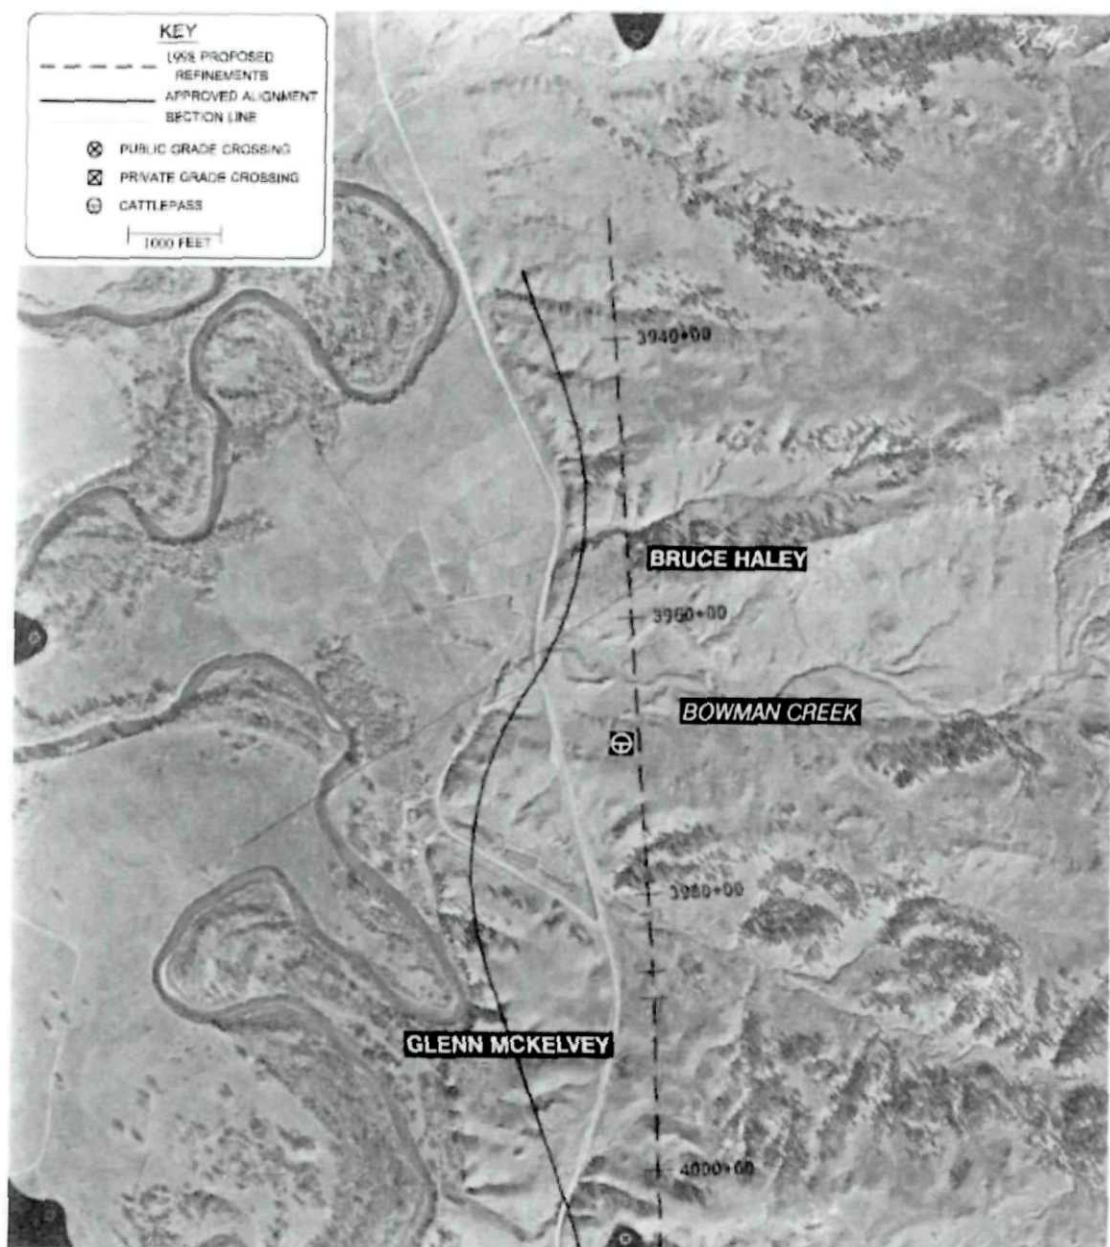 KEY
1998 PROPOSED
REFINEMENTS
APPROVED ALIGNMENT
SECTION LINE
PUBLIC GRADE CROSSING
PRIVATE GRADE CROSSING
CATTLEPASS
1000 FEET
3940+00
BRUCE HALEY
3960+00
BOWMAN CREEK
3980+00
GLENN MCKELVEY
4000+00